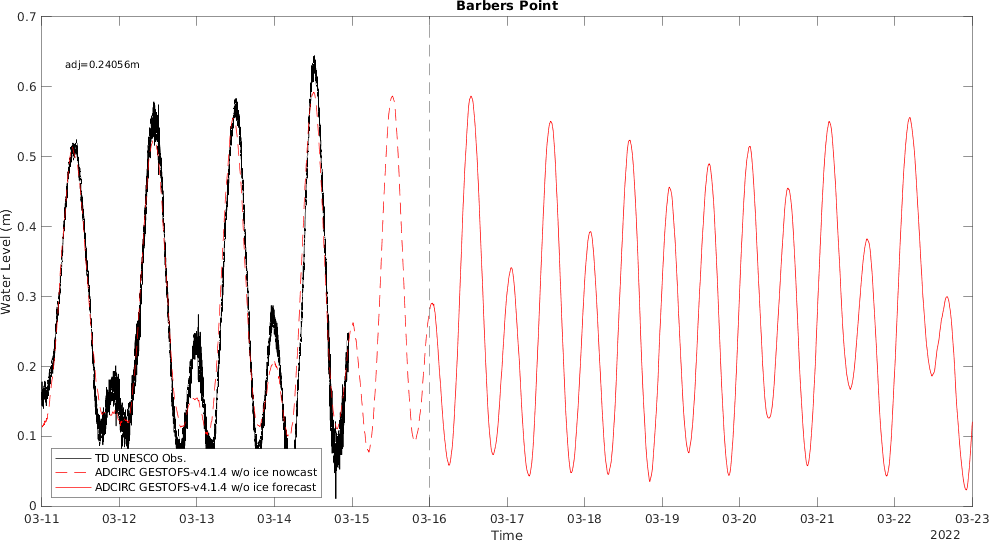 Barbers Point
0.7
adj=0.24056m
0.6
0.5
0.4
0.3
0.2
0.1
0
Water Level (m)
TD UNESCO Obs.
ADCIRC GESTOFS-v4.1.4 w/o ice nowcast
ADCIRC GESTOFS-v4.1.4 w/o ice forecast
03-11 03-12 03-13 03-14 03-15 03-16 03-17 03-18 03-19 03-20 03-21 03-22 03-23
Time
2022